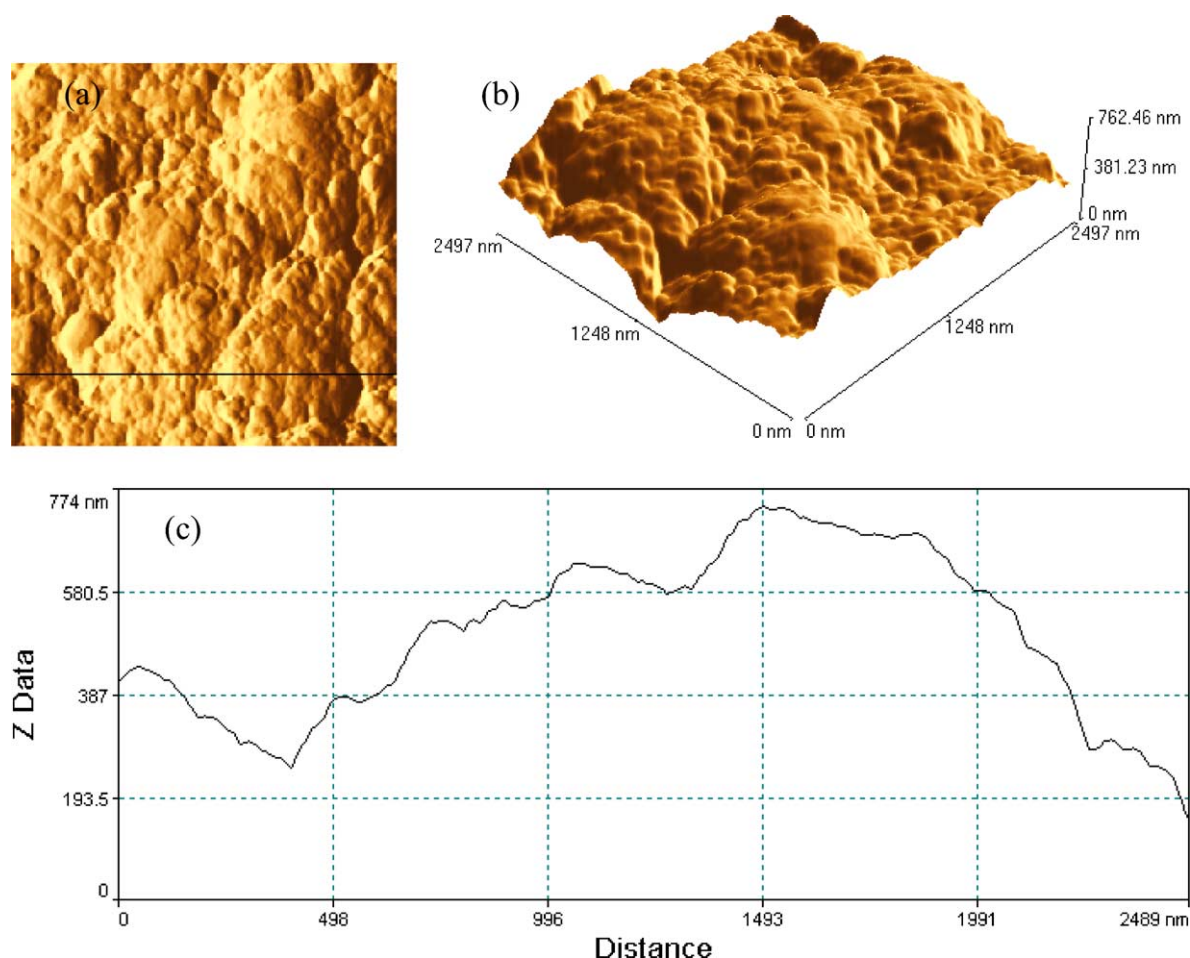 (a)
(b)
762.46 nm
381.23 nm
0 nm
2497 nm
2497 nm
1248 nm
1248 nm
0 nm
0 nm
(c)
774 nm
580.5
387
193.5
0
Z Data
0
498
996
1493
1991
2489 nm
Distance